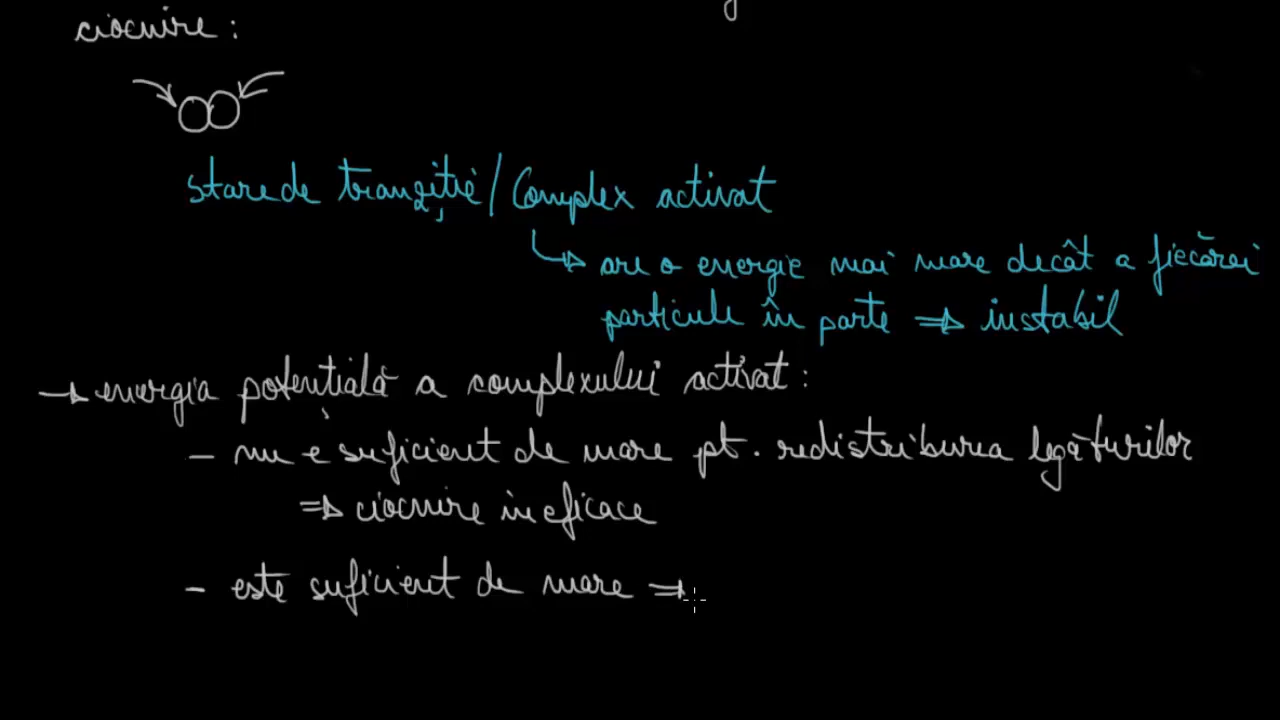 ciocnire :
stare de tranziție / Complex activat
↳ are o energie mai mare decât a fiecărei
particule în parte ⇒ instabil
→ energia potențială a complexului activat :
- nu e suficient de mare pt. redistribuirea legăturilor
⇒ ciocnire ineficace
- este suficient de mare ⇒